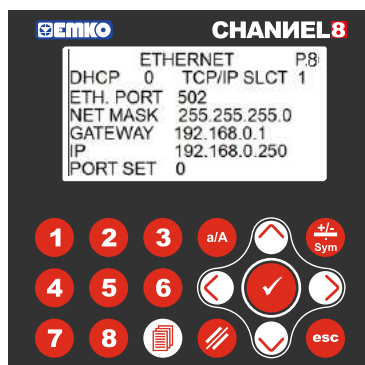 EMKO CHANNEL8
ETHERNET P.8
DHCP 0 TCP/IP SLCT 1
ETH. PORT 502
NET MASK 255.255.255.0
GATEWAY 192.168.0.1
IP 192.168.0.250
PORT SET 0
1 2 3 a/A +/- . Sym
4 5 6
7 8 esc